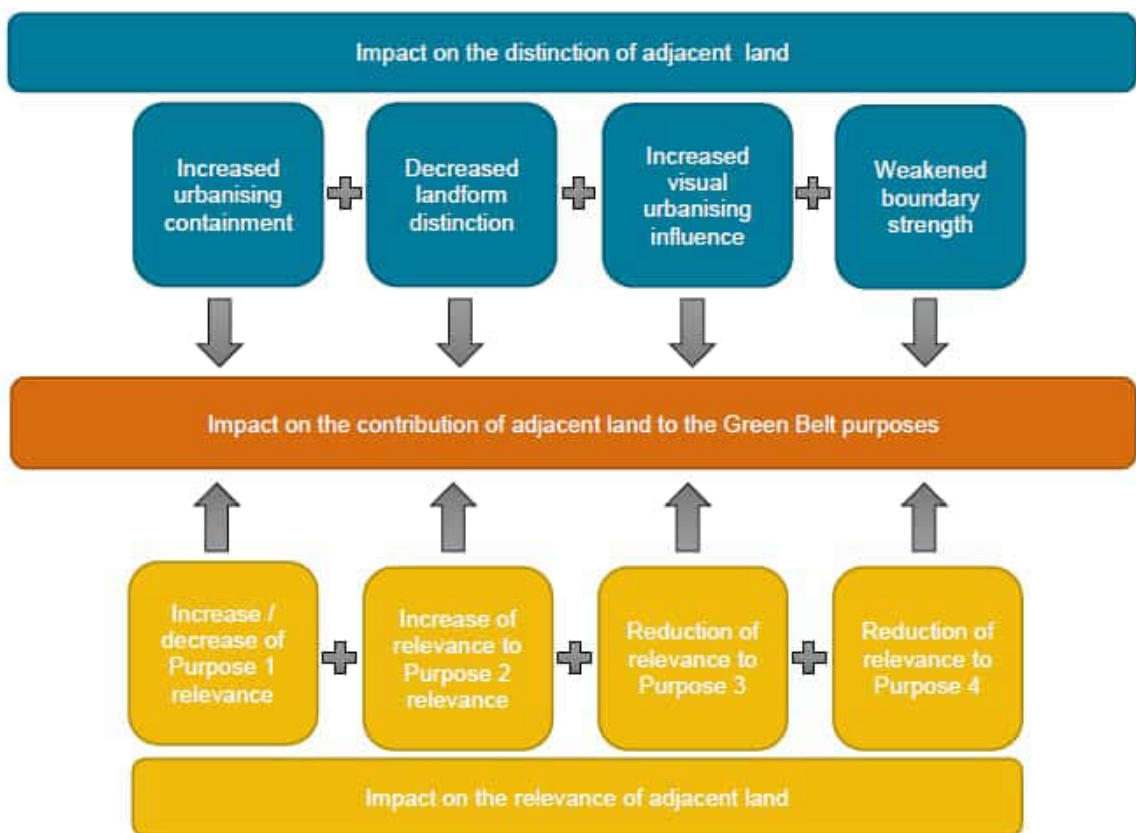 Impact on the distinction of adjacent land
Increased
urbanising
containment
Decreased
landform
distinction
Increased
visual
urbanising
influence
Weakened
boundary
strength
Impact on the contribution of adjacent land to the Green Belt purposes
Increase /
decrease of
Purpose 1
relevance
Increase of
relevance to
Purpose 2
relevance
Reduction of
relevance to
Purpose 3
Reduction of
relevance to
Purpose 4
Impact on the relevance of adjacent land